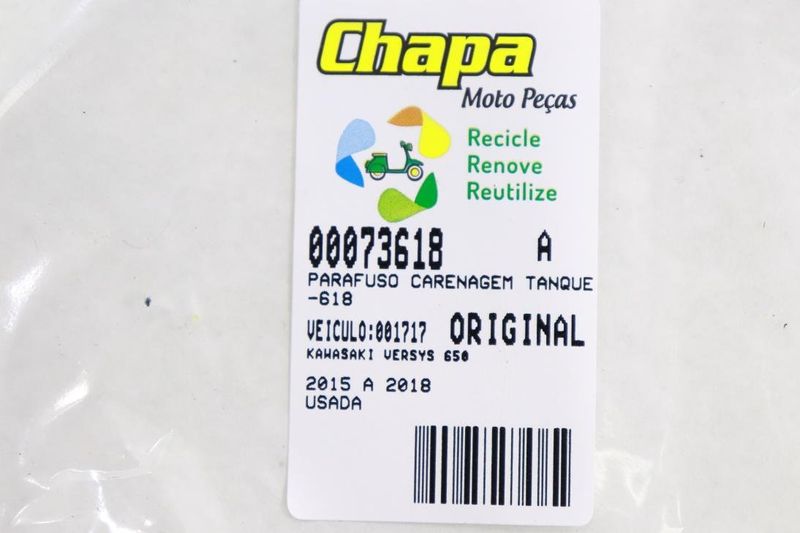 Chapa
Moto Peças
Recicle
Renove
Reutilize
00073618 A
PARAFUSO CARENAGEM TANQUE
-618
VEICULO:001717 ORIGINAL
KAWASAKI VERSYS 650
2015 A 2018
USADA